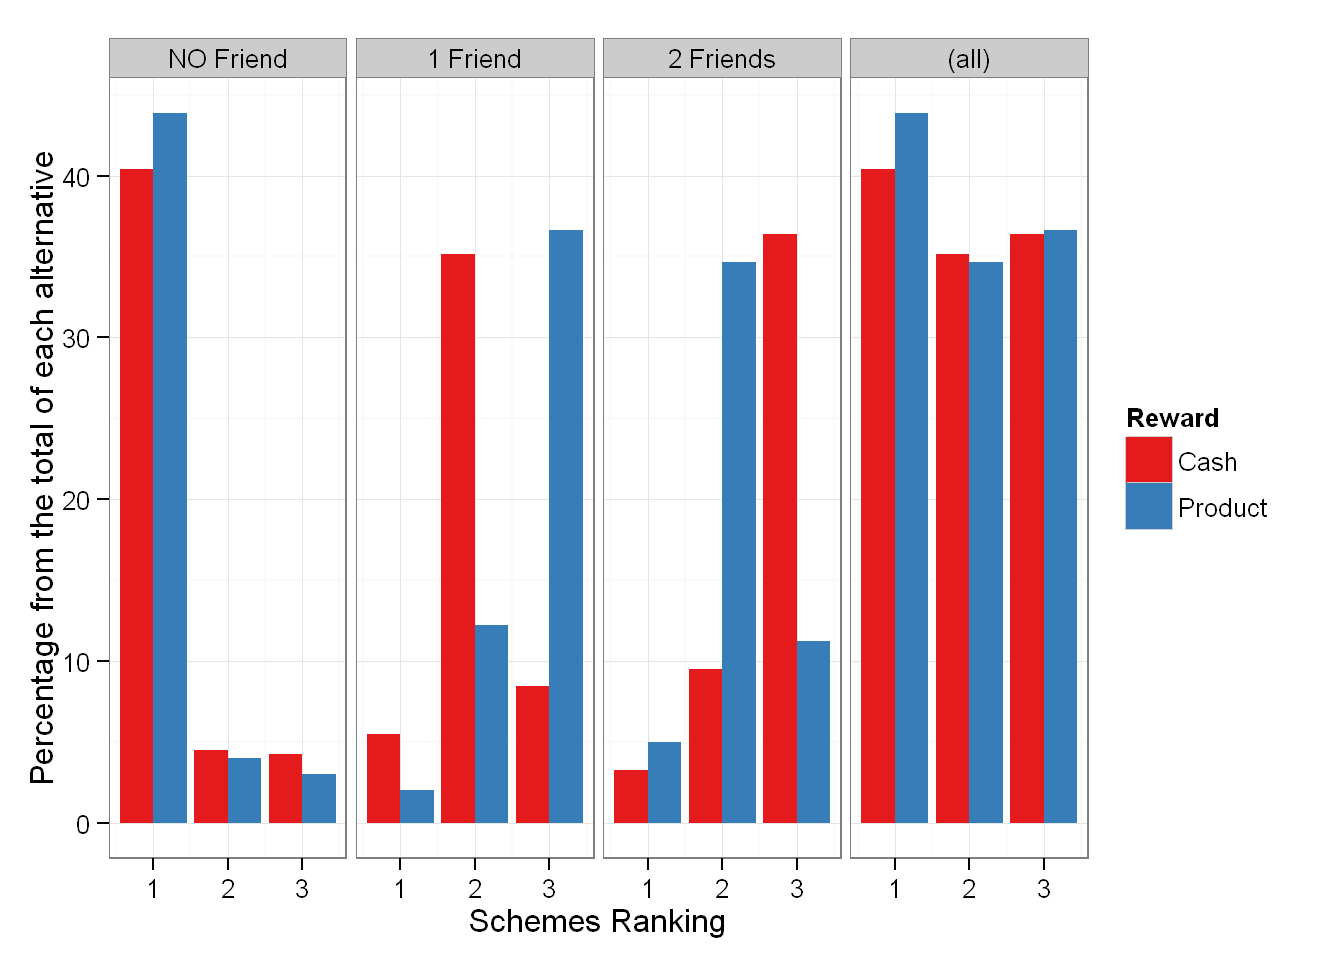 NO Friend
1 Friend
2 Friends
(all)
Percentage from the total of each alternative
40
30
20
10
0
1 2 3
1 2 3
1 2 3
1 2 3
Schemes Ranking
Reward
Cash
Product